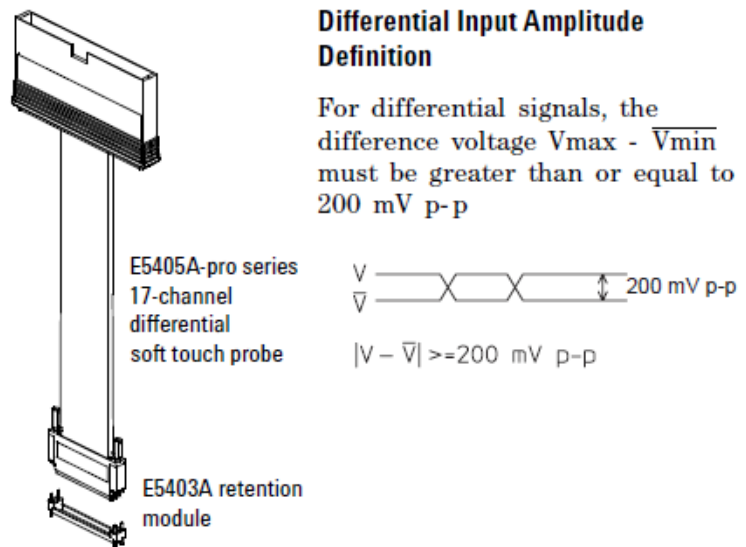 Differential Input Amplitude
Definition
For differential signals, the
difference voltage Vmax - V̅m̅i̅n̅
must be greater than or equal to
200 mV p-p
E5405A-pro series
17-channel
differential
soft touch probe
V
V̅
200 mV p-p
|V – V̅| >=200 mV p-p
E5403A retention
module